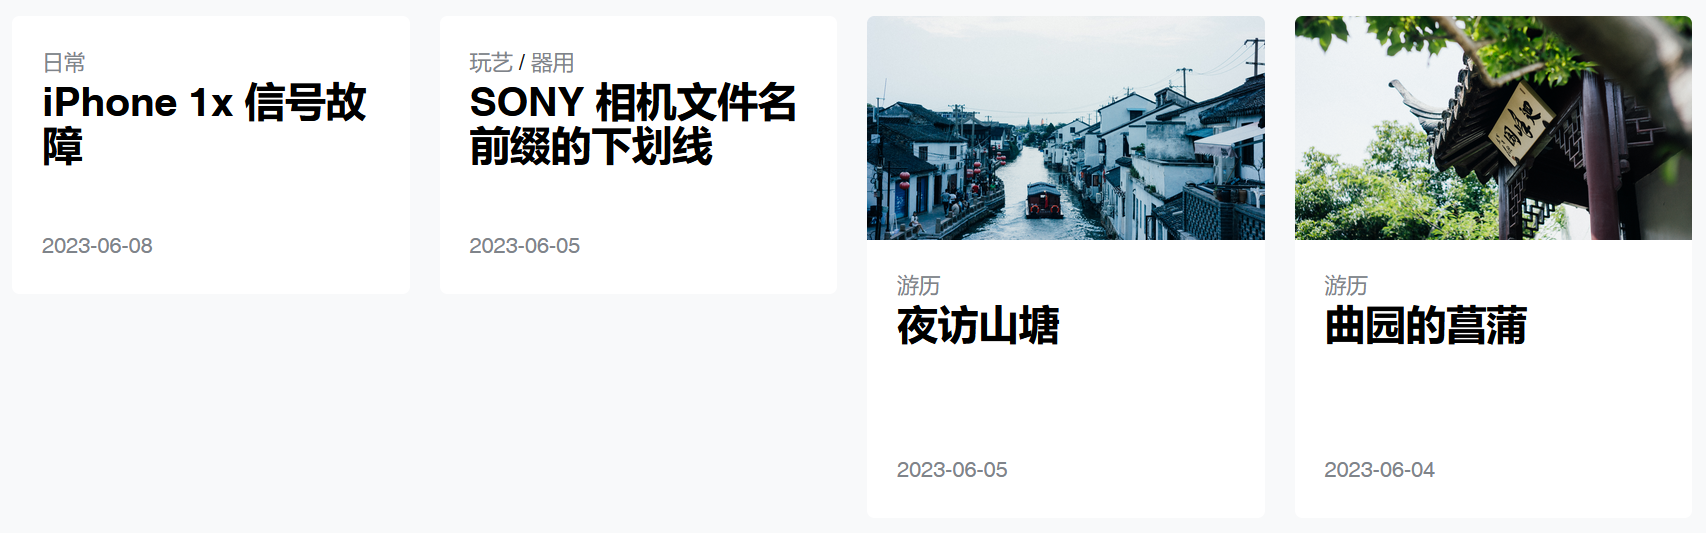 日常
iPhone 1x 信号故
障
2023-06-08
玩艺 / 器用
SONY 相机文件名
前缀的下划线
2023-06-05
游历
夜访山塘
2023-06-05
游历
曲园的菖蒲
2023-06-04